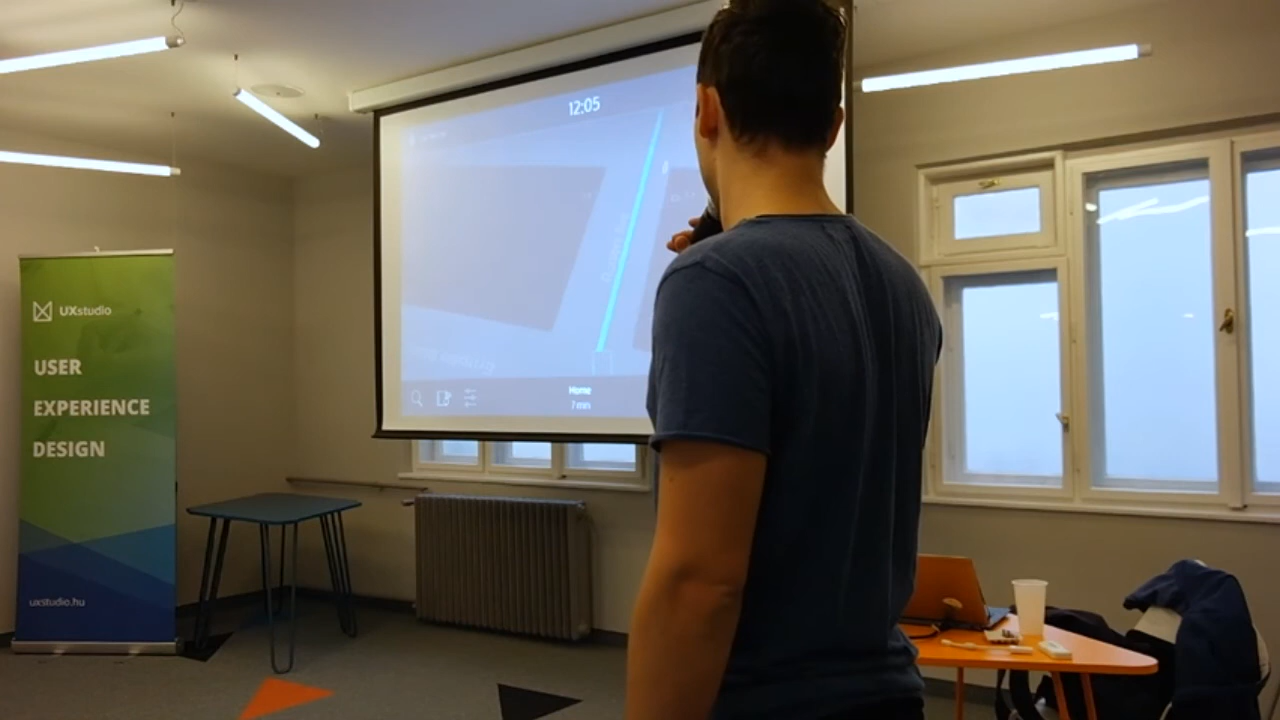 12:05
Home
7 min
UXstudio
USER
EXPERIENCE
DESIGN
uxstudio.hu